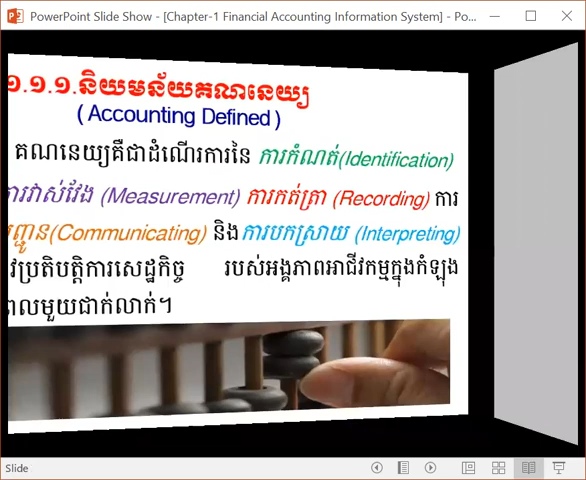 PowerPoint Slide Show - [Chapter-1 Financial Accounting Information System] - Po...
១.១.១.និយមន័យគណនេយ្យ
(Accounting Defined)
គណនេយ្យគឺជាដំណើរការនៃ ការកំណត់(Identification)
ការវាស់វែង (Measurement) ការកត់ត្រា (Recording) ការ
(Communicating) និងការបកស្រាយ (Interpreting)
ប្រតិបត្តិការសេដ្ឋកិច្ច របស់អង្គភាពអាជីវកម្មក្នុងកំឡុង
ពេលមួយជាក់លាក់។
Slide